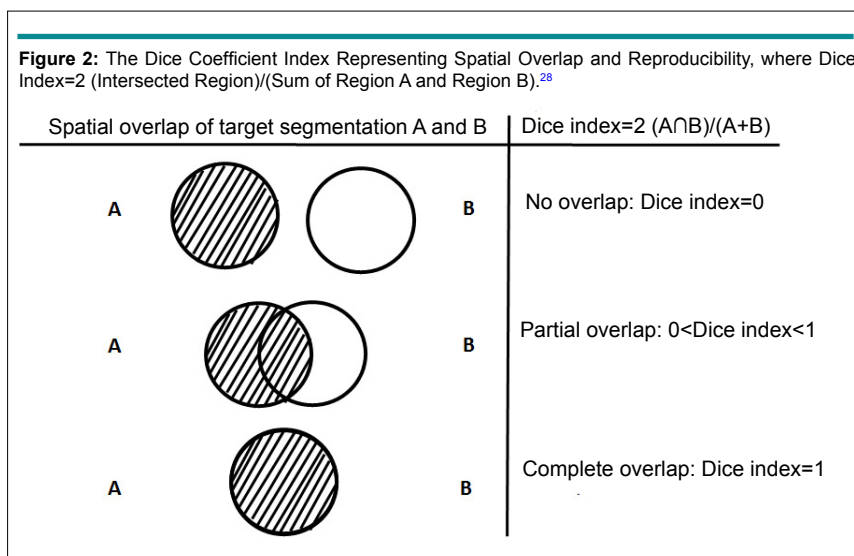 Figure 2: The Dice Coefficient Index Representing Spatial Overlap and Reproducibility, where Dice
Index=2 (Intersected Region)/(Sum of Region A and Region B).28
Spatial overlap of target segmentation A and B Dice index=2 (A∩B)/(A+B)
A B No overlap: Dice index=0
A B Partial overlap: 0<Dice index<1
A B Complete overlap: Dice index=1